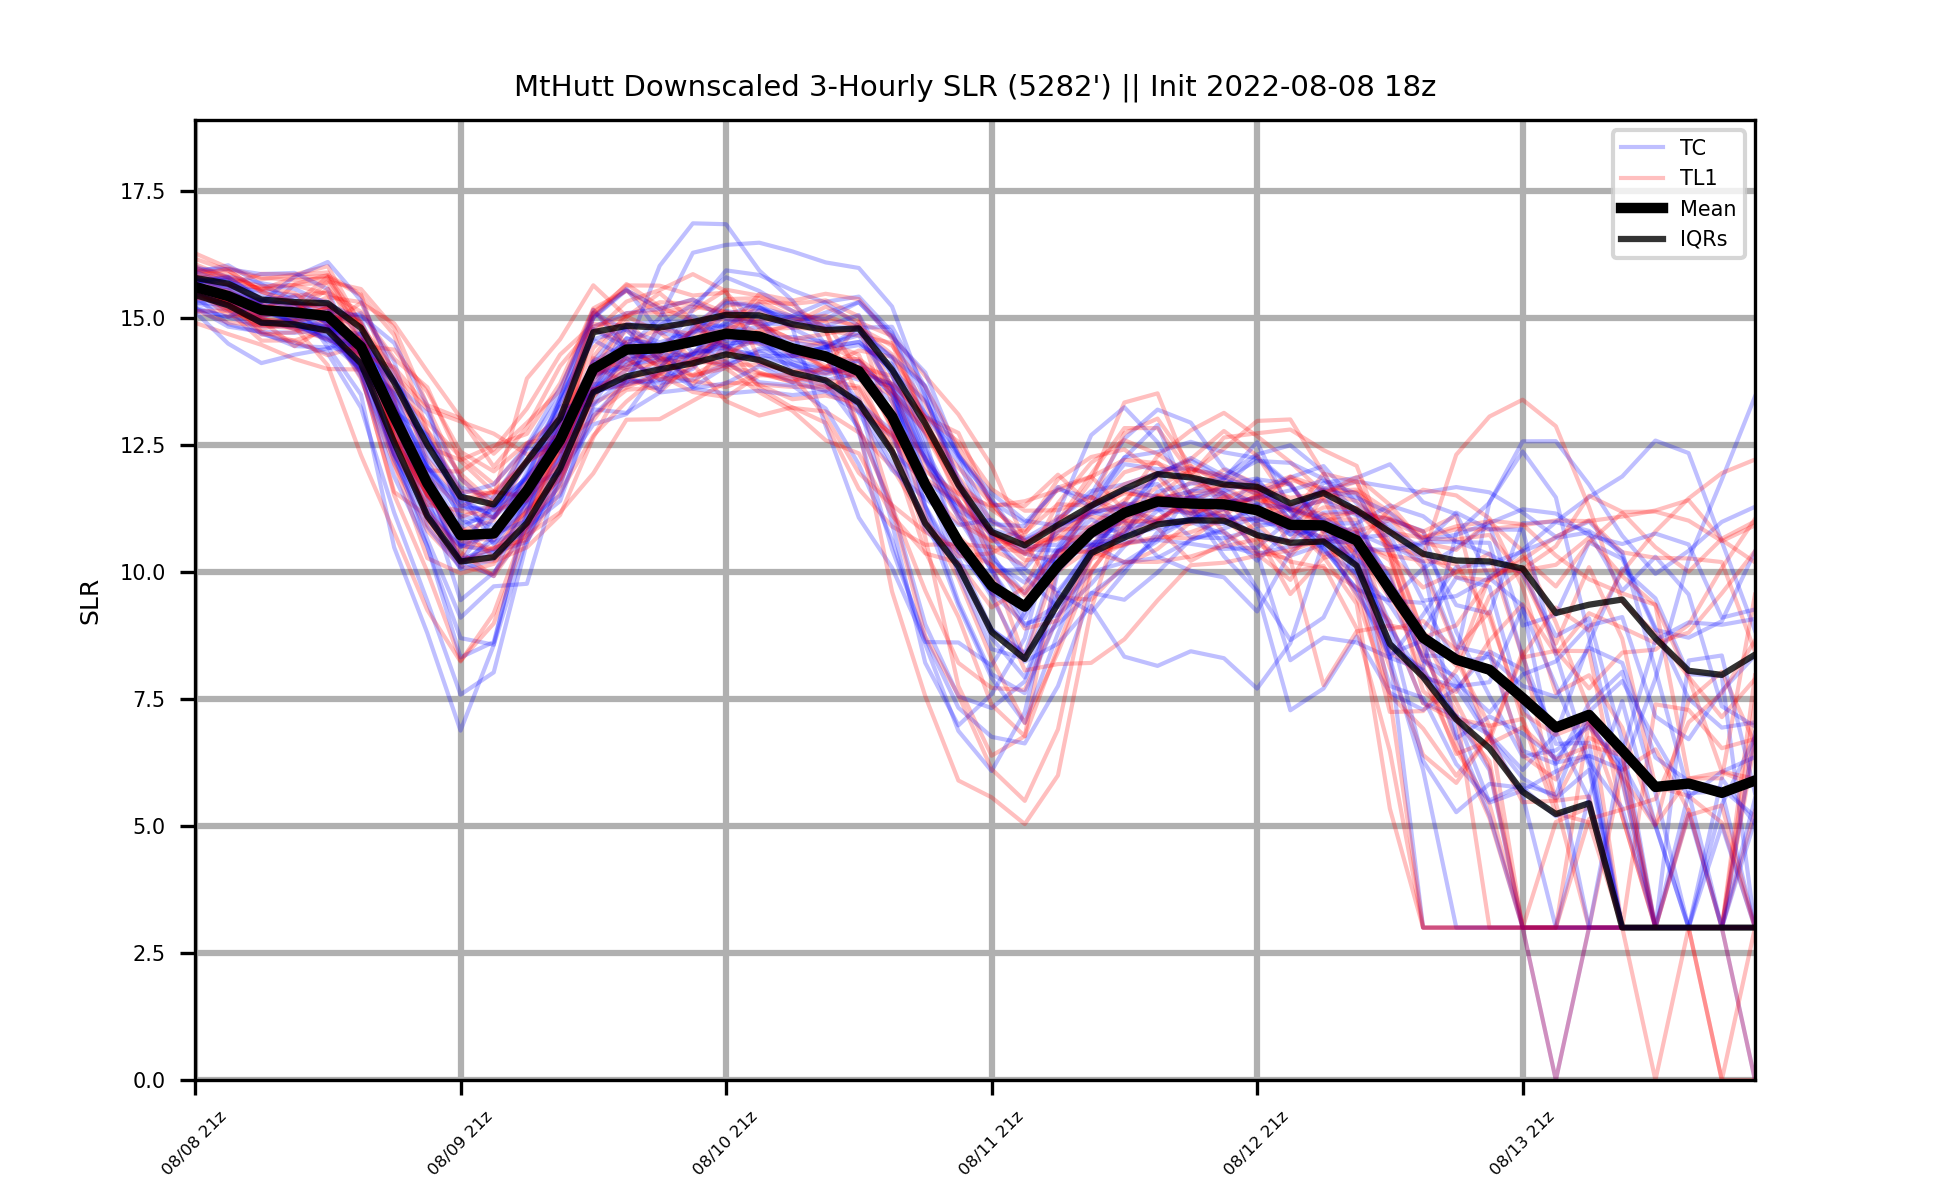 MtHutt Downscaled 3-Hourly SLR (5282') || Init 2022-08-08 18z
TC
TL1
Mean
IQRs
17.5
15.0
12.5
10.0
7.5
5.0
2.5
0.0
SLR
08/08 21z
08/09 21z
08/10 21z
08/11 21z
08/12 21z
08/13 21z